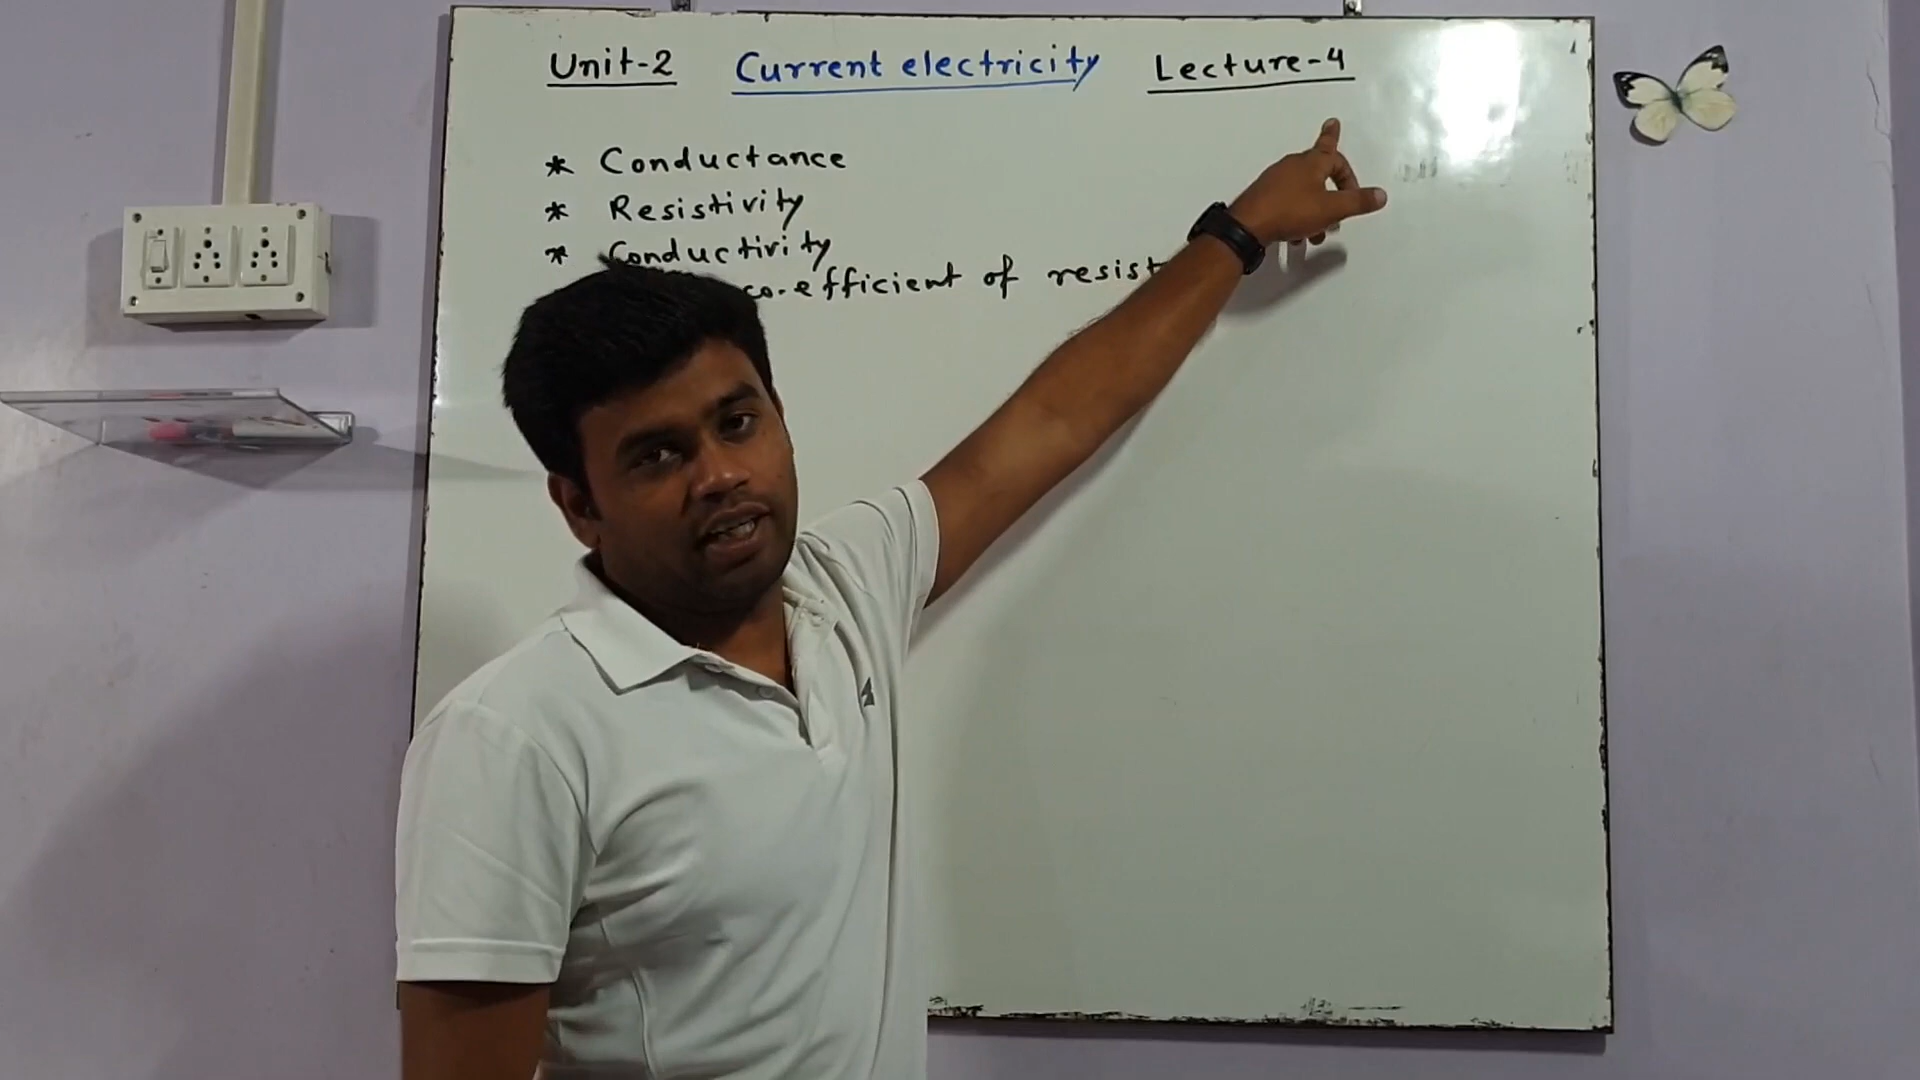 Unit-2 Current electricity Lecture-4
* Conductance
* Resistivity
* Conductivity
co-efficient of resist